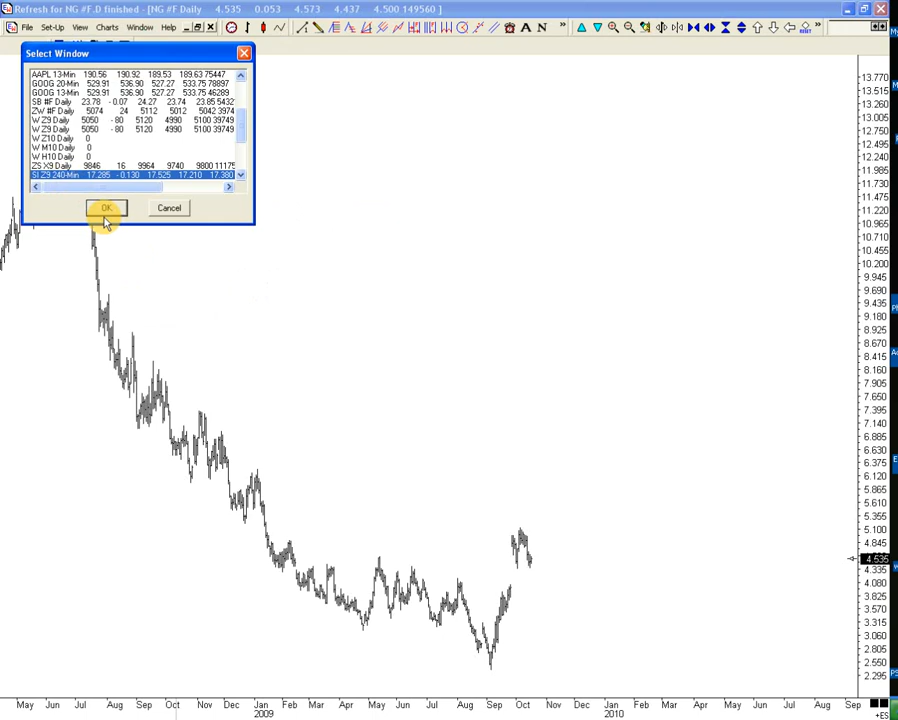 Refresh for NG #F.D finished - [NG #F Daily 4.535 0.053 4.573 4.437 4.500 149560 ]
File Set-Up View Charts Window Help
A N
RESET
Select Window
AAPL 13-Min 190.56 190.92 189.53 189.63 75447
GOOG 20-Min 529.91 536.90 527.27 533.75 78897
GOOG 13-Min 529.91 536.90 527.27 533.75 46289
SB #F Daily 23.78 -0.07 24.27 23.74 23.85 5432
ZW #F Daily 5074 24 5112 5012 5042 3974
W Z9 Daily 5050 -80 5120 4990 5100 39749
W Z9 Daily 5050 -80 5120 4990 5100 39749
W Z10 Daily 0
W M10 Daily 0
W H10 Daily 0
ZS X9 Daily 9846 16 9964 9740 9800 11175
SI Z9 240-Min 17.285 -0.130 17.525 17.210 17.380
OK Cancel
13.770
13.515
13.260
13.005
12.750
12.495
12.240
11.985
11.730
11.475
11.220
10.965
10.710
10.455
10.200
9.945
9.690
9.435
9.180
8.925
8.670
8.415
8.160
7.905
7.650
7.395
7.140
6.885
6.630
6.375
6.120
5.865
5.610
5.355
5.100
4.845
4.535
4.335
4.080
3.825
3.570
3.315
3.060
2.805
2.550
2.295
May Jun Jul Aug Sep Oct Nov Dec Feb Mar Apr May Jun Jul Aug Sep Oct Nov Dec Feb Mar Apr May Jun Jul Aug Sep
2009 2010
+ES